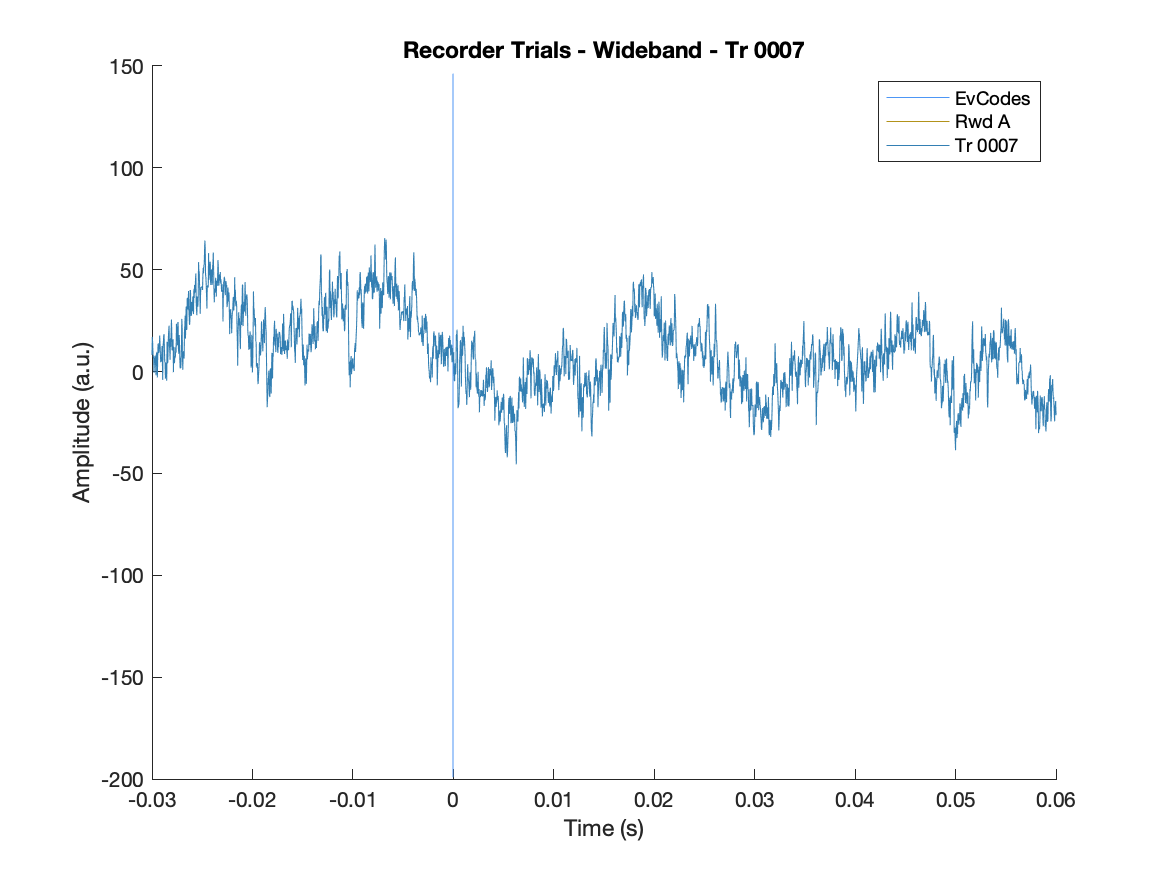 Recorder Trials - Wideband - Tr 0007
150
100
50
0
-50
-100
-150
-200
Amplitude (a.u.)
EvCodes
Rwd A
Tr 0007
-0.03 -0.02 -0.01 0 0.01 0.02 0.03 0.04 0.05 0.06
Time (s)